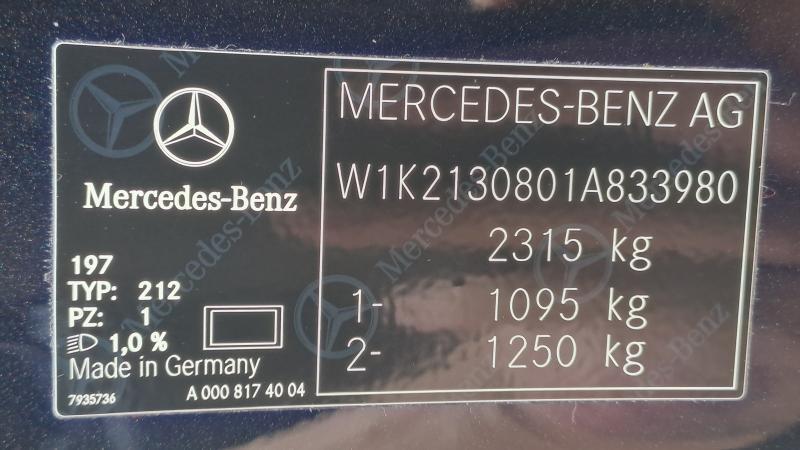 Mercedes-Benz
197
TYP: 212
PZ: 1
1,0 %
Made in Germany
7935736
A 000 817 40 04
MERCEDES-BENZ AG
W1K2130801A833980
2315 kg
1- 1095 kg
2- 1250 kg